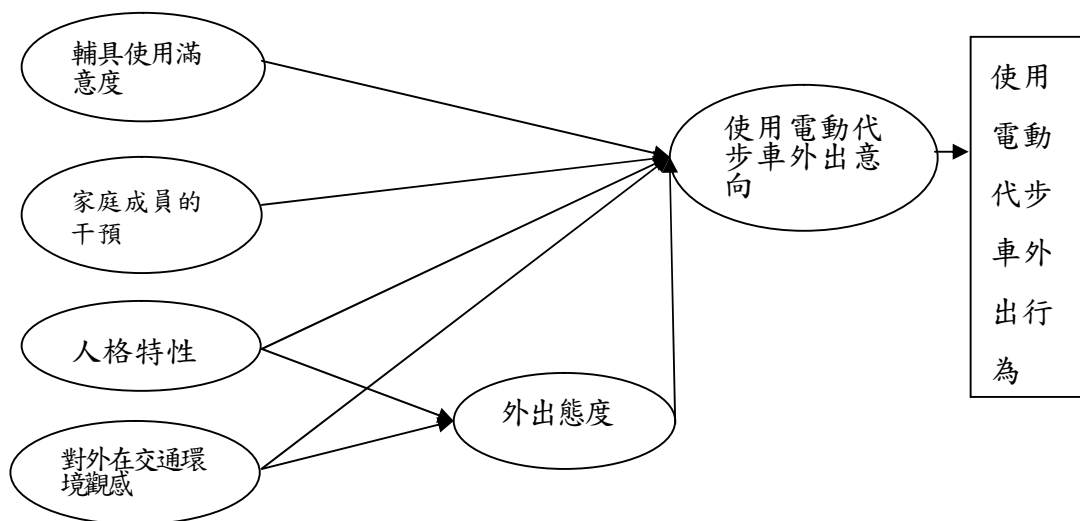 輔具使用滿
意度
家庭成員的
干預
人格特性
對外在交通環
境觀感
外出態度
使用電動代
步車外出意
向
使用
電動
代步
車外
出行
為